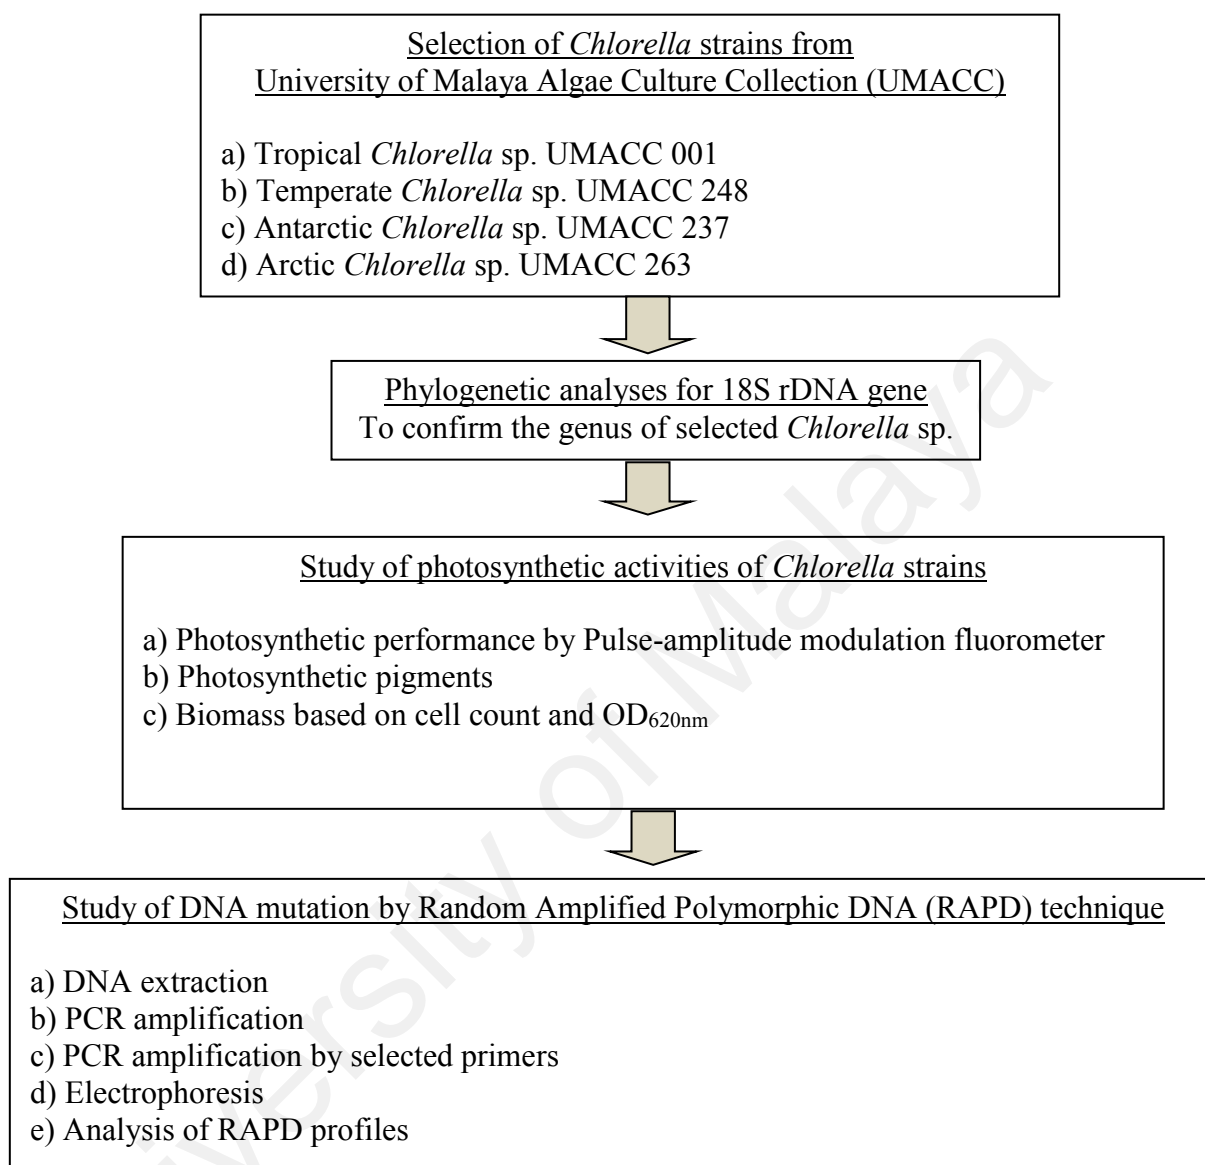 Selection of Chlorella strains from
University of Malaya Algae Culture Collection (UMACC)
a) Tropical Chlorella sp. UMACC 001
b) Temperate Chlorella sp. UMACC 248
c) Antarctic Chlorella sp. UMACC 237
d) Arctic Chlorella sp. UMACC 263
Phylogenetic analyses for 18S rDNA gene
To confirm the genus of selected Chlorella sp.
Study of photosynthetic activities of Chlorella strains
a) Photosynthetic performance by Pulse-amplitude modulation fluorometer
b) Photosynthetic pigments
c) Biomass based on cell count and OD620nm
Study of DNA mutation by Random Amplified Polymorphic DNA (RAPD) technique
a) DNA extraction
b) PCR amplification
c) PCR amplification by selected primers
d) Electrophoresis
e) Analysis of RAPD profiles
versity of Malaya